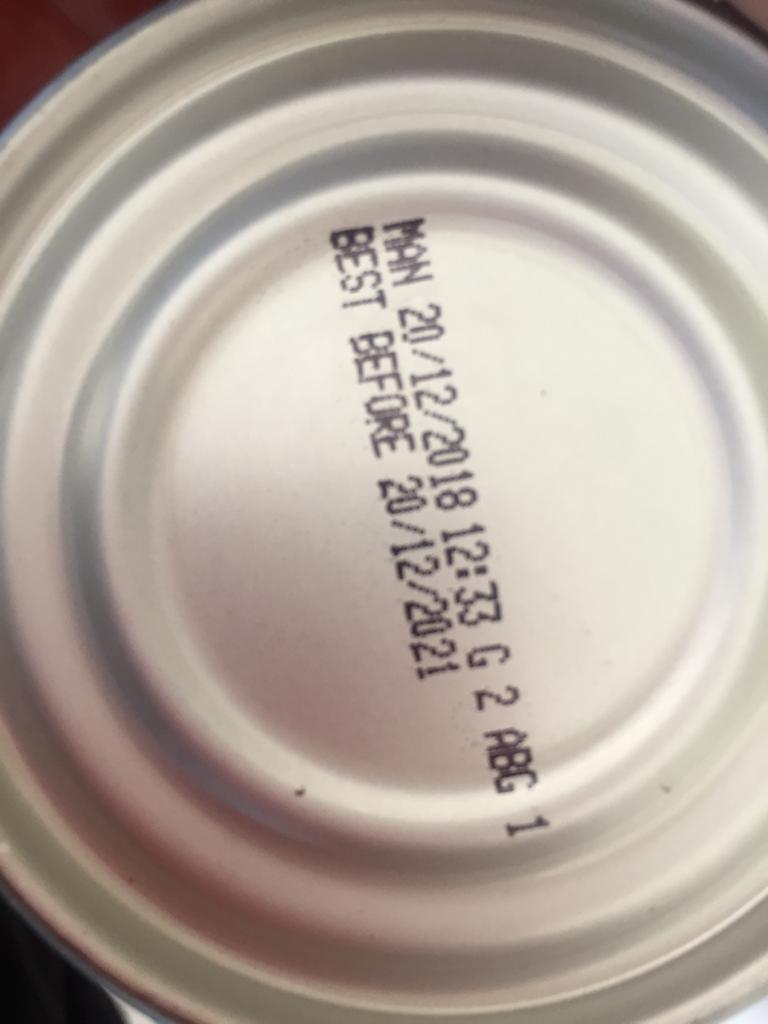 MAN 20/12/2018 12:33 G 2 ABG 1
BEST BEFORE 20/12/2021